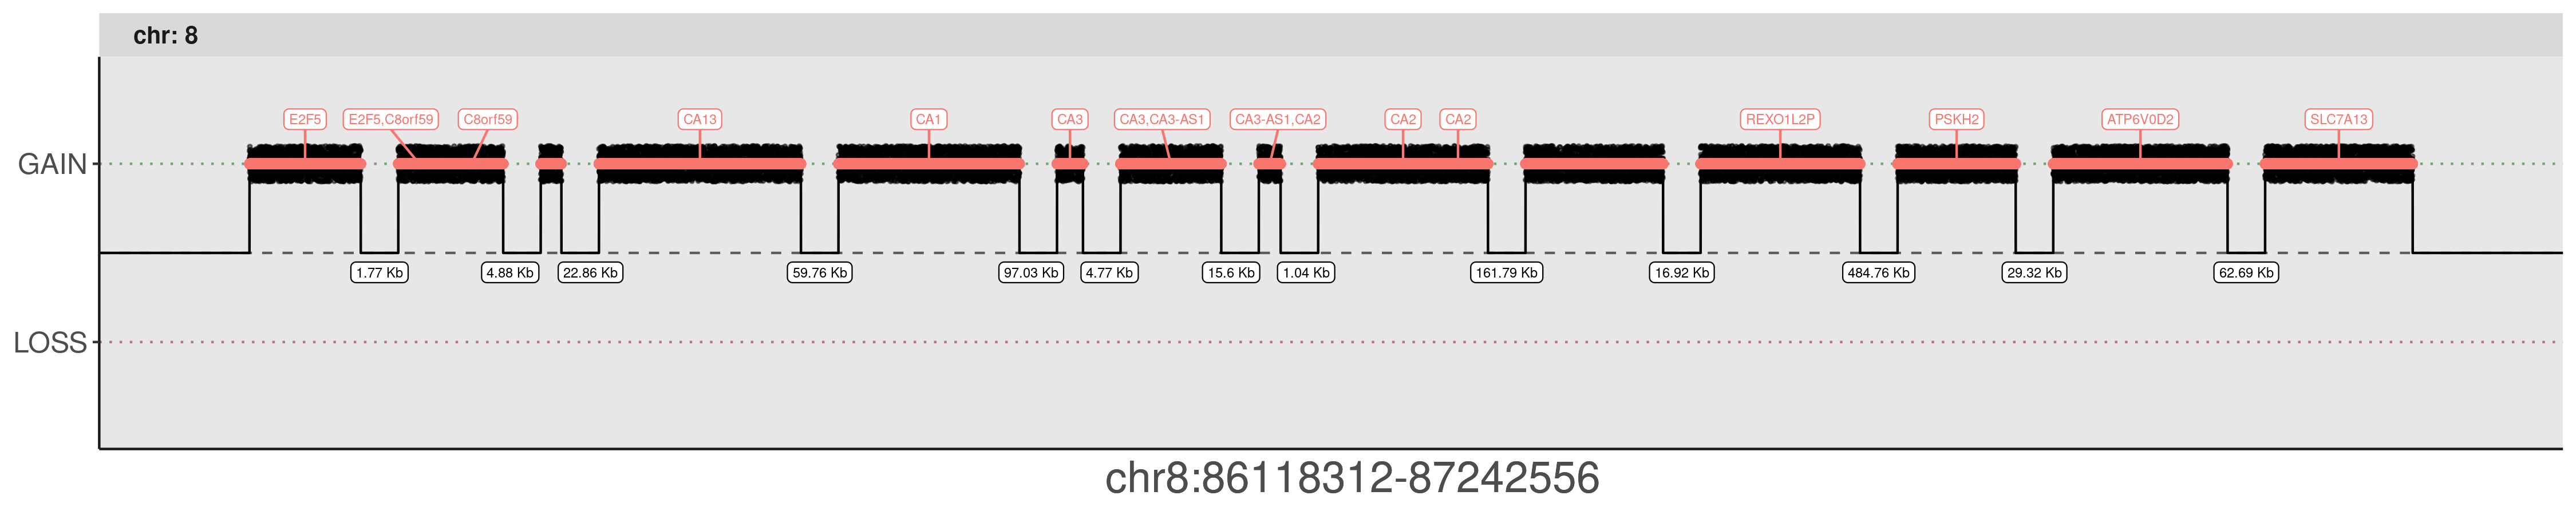 chr: 8
E2F5 E2F5,C8orf59 C8orf59 CA13 CA1 CA3 CA3,CA3-AS1 CA3-AS1,CA2 CA2 CA2 REXO1L2P PSKH2 ATP6V0D2 SLC7A13
GAIN
1.77 Kb 4.88 Kb 22.86 Kb 59.76 Kb 97.03 Kb 4.77 Kb 15.6 Kb 1.04 Kb 161.79 Kb 16.92 Kb 484.76 Kb 29.32 Kb 62.69 Kb
LOSS
chr8:86118312-87242556